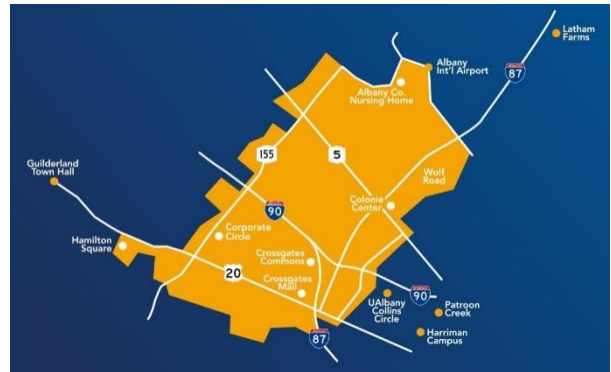 Latham
Farms
Albany
Int'l Airport
INTERSTATE
87
Albany Co.
Nursing Home
155
5
Guilderland
Town Hall
Wolf
Road
90
Colonie
Center
Corporate
Circle
Hamilton
Square
Crossgates
Commons
20
Crossgates
Mall
UAlbany
Collins
Circle
90
Patroon
Creek
87
Harriman
Campus